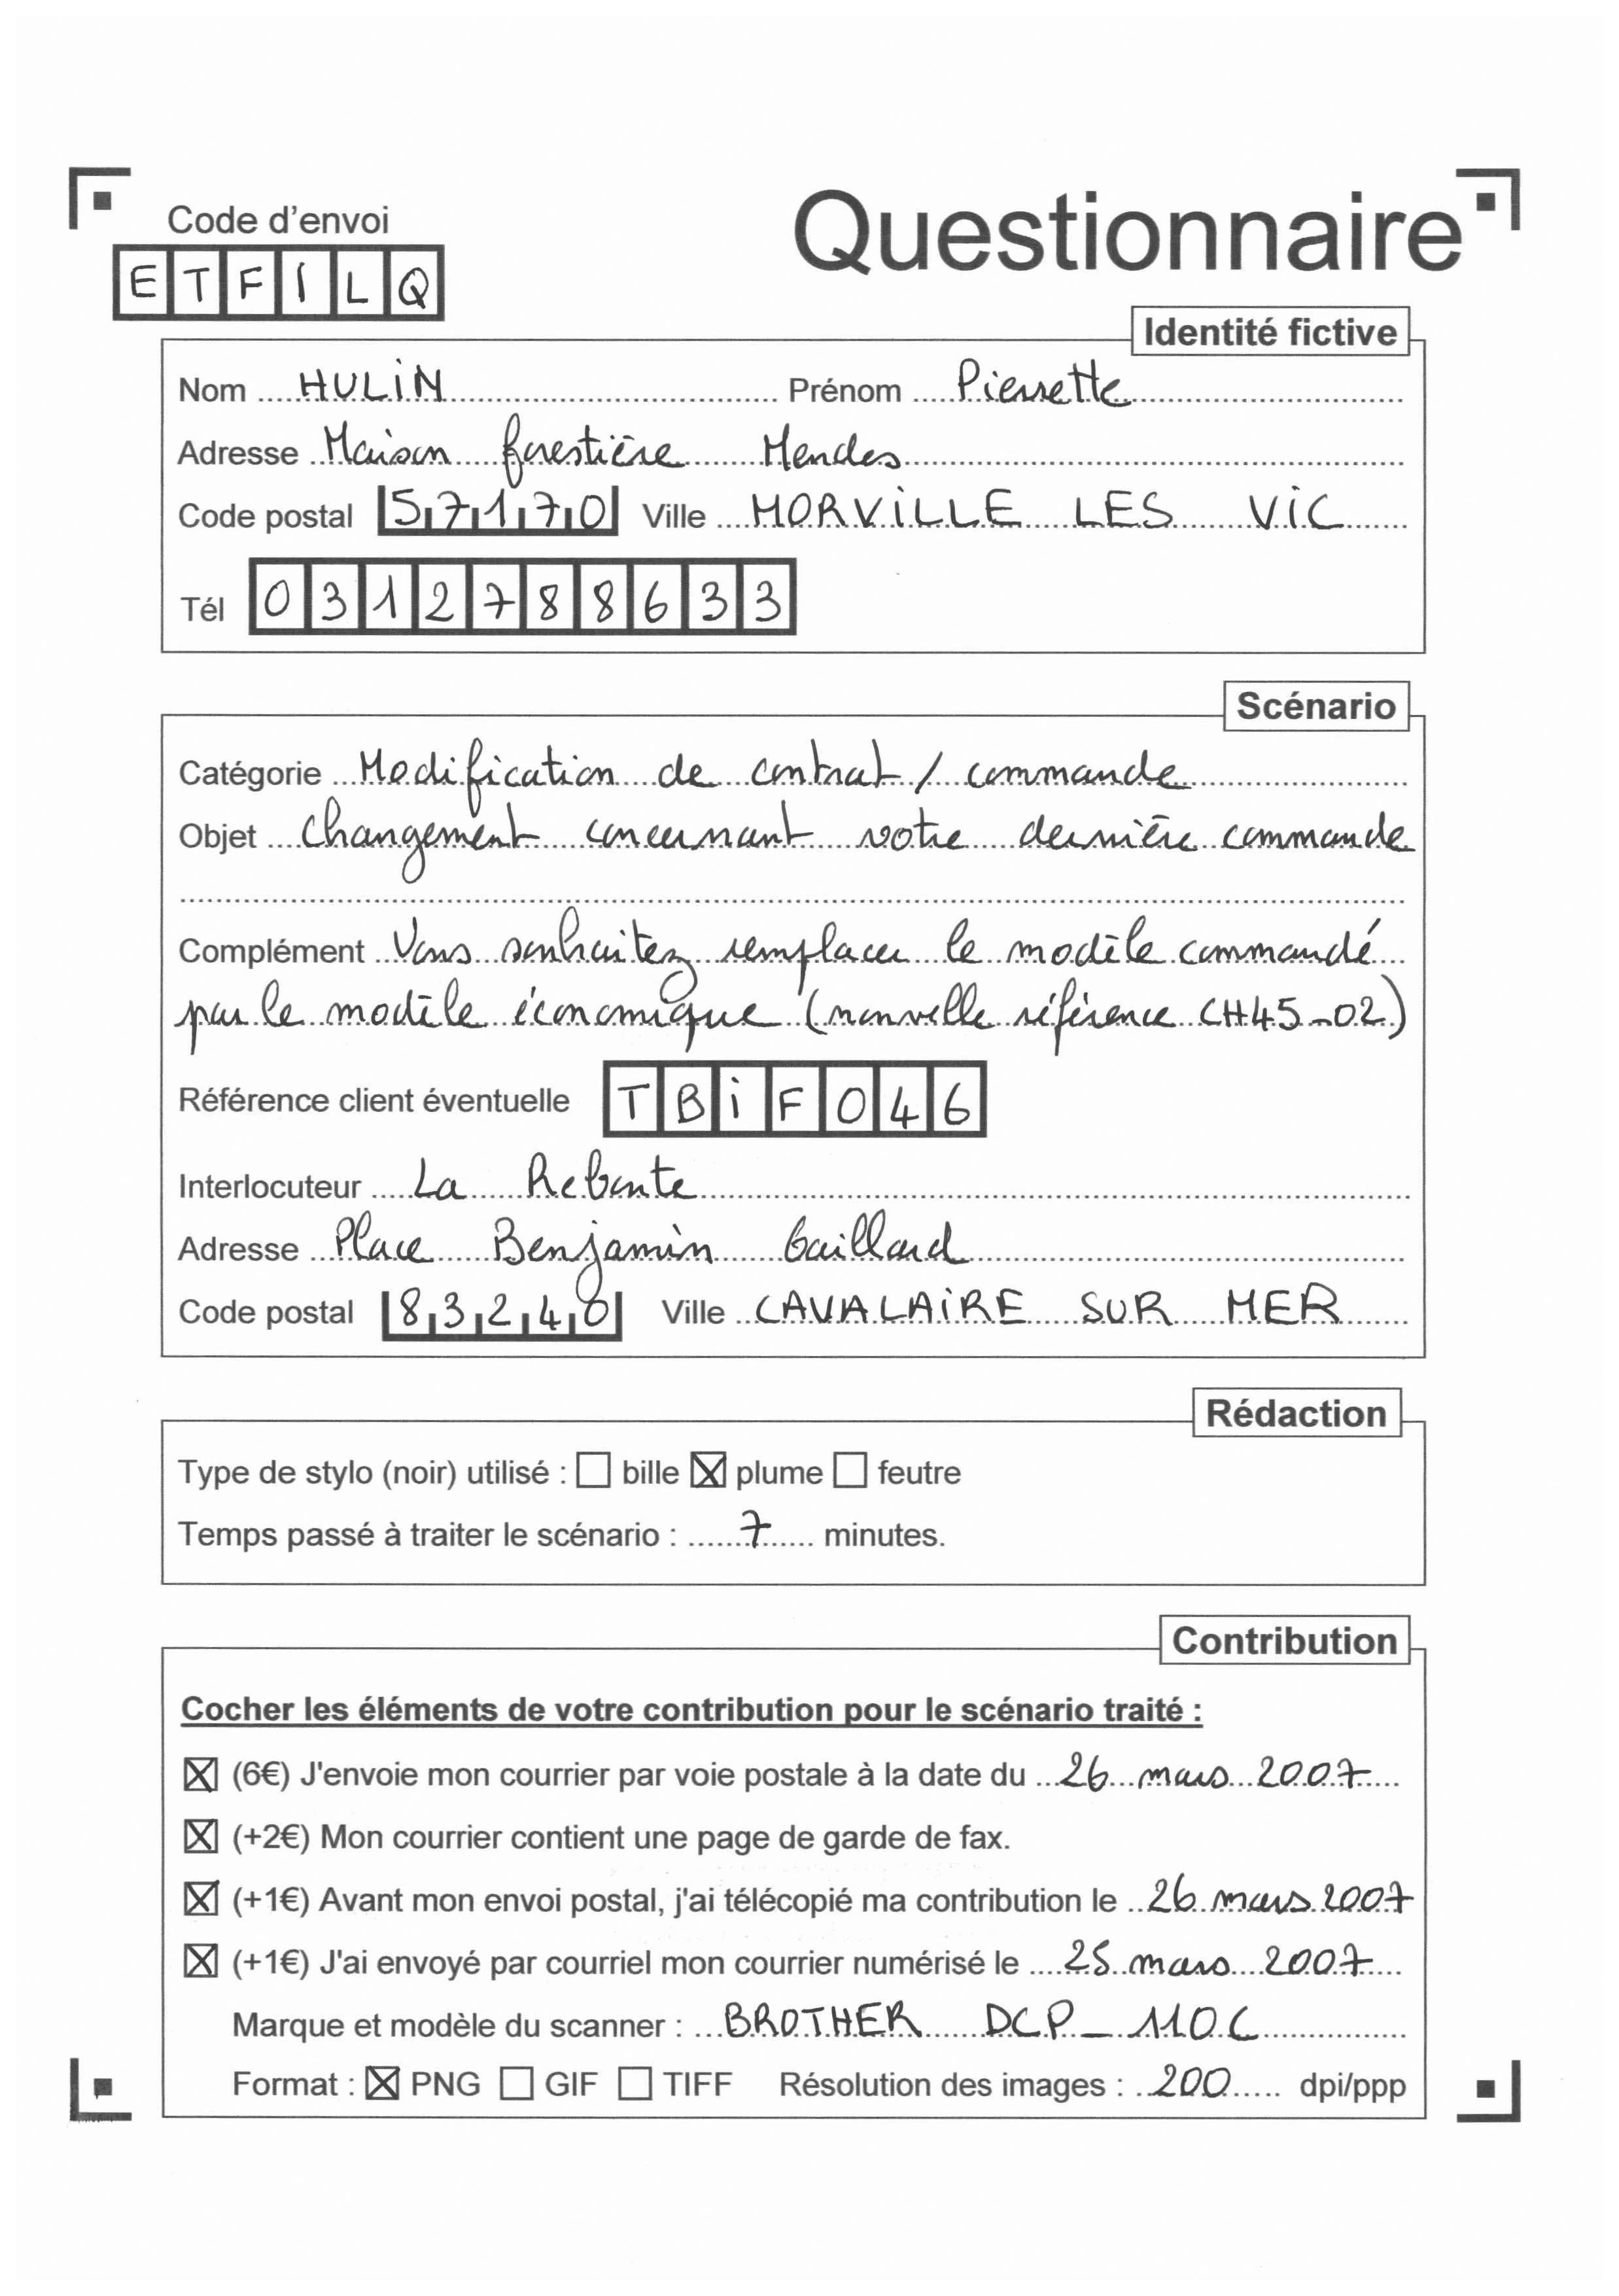 Code d'envoi
Questionnaire
ETFILQ
Identité fictive
Nom HULIN Prénom Pierrette
Adresse Maison forestière Mendes
Code postal 57170 Ville MORVILLE LES VIC
Tél 0312788633
Scénario
Catégorie Modification de contrat / commande
Objet Changement concernant votre dernière commande
Complément Vous souhaitez remplacer le modèle commandé
par le modèle économique (nouvelle référence CH45-02)
Référence client éventuelle TBIF046
Interlocuteur La Rebonte
Adresse Place Benjamin Gaillard
Code postal 83240 Ville CAVALAIRE SUR MER
Rédaction
Type de stylo (noir) utilisé : ☐ bille ☒ plume ☐ feutre
Temps passé à traiter le scénario : 7 minutes.
Contribution
Cocher les éléments de votre contribution pour le scénario traité :
☒ (6€) J'envoie mon courrier par voie postale à la date du 26 mars 2007
☒ (+2€) Mon courrier contient une page de garde de fax.
☒ (+1€) Avant mon envoi postal, j'ai télécopié ma contribution le 26 mars 2007
☒ (+1€) J'ai envoyé par courriel mon courrier numérisé le 25 mars 2007
Marque et modèle du scanner : BROTHER DCP-110C
Format : ☒ PNG ☐ GIF ☐ TIFF Résolution des images : 200 dpi/ppp